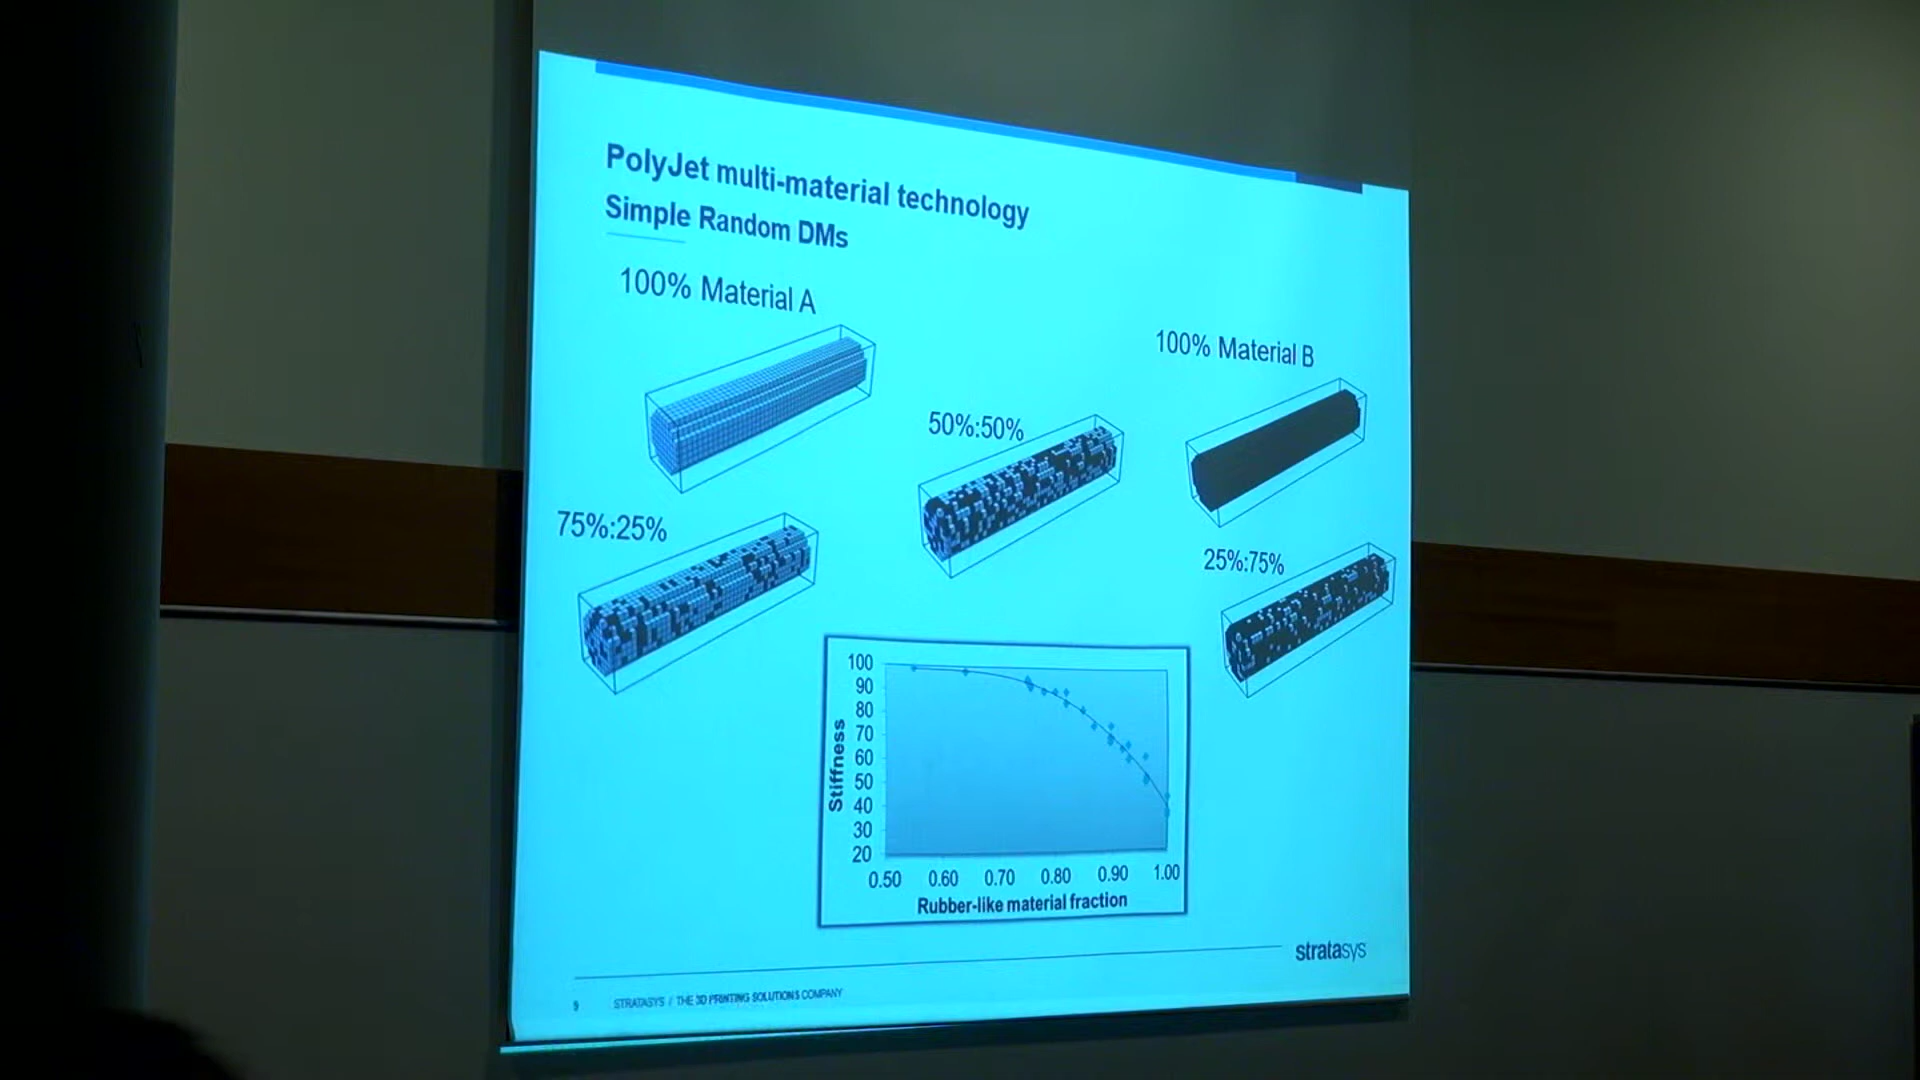 PolyJet multi-material technology
Simple Random DMs
100% Material A
100% Material B
50%:50%
75%:25%
25%:75%
100
90
80
70
60
50
40
30
20
Stiffness
0.50 0.60 0.70 0.80 0.90 1.00
Rubber-like material fraction
stratasys
9 STRATASYS / THE 3D PRINTING SOLUTIONS COMPANY